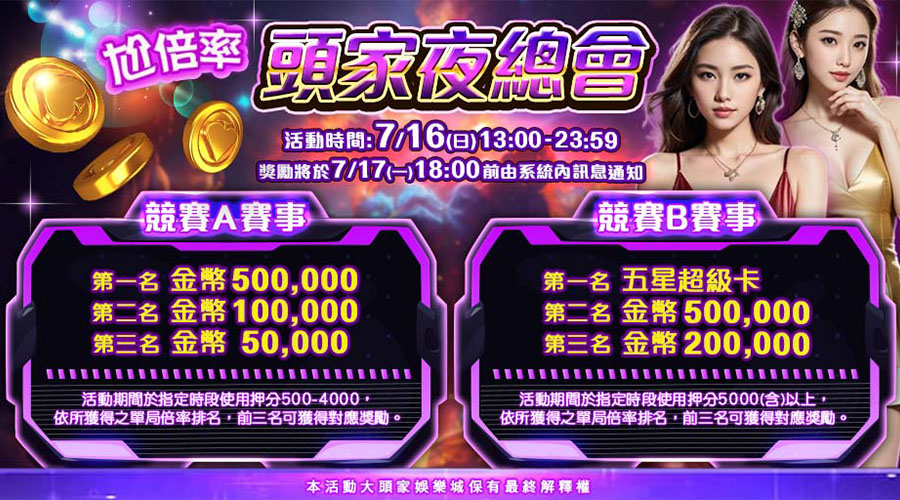 尬倍率
頭家夜總會
活動時間:7/16(日)13:00-23:59
獎勵將於7/17(一)18:00前由系統內訊息通知
競賽A賽事
第一名 金幣500,000
第二名 金幣100,000
第三名 金幣 50,000
活動期間於指定時段使用押分500-4000，
依所獲得之單局倍率排名，前三名可獲得對應獎勵。
競賽B賽事
第一名 五星超級卡
第二名 金幣500,000
第三名 金幣200,000
活動期間於指定時段使用押分5000(含)以上，
依所獲得之單局倍率排名，前三名可獲得對應獎勵。
本活動大頭家娛樂城保有最終解釋權